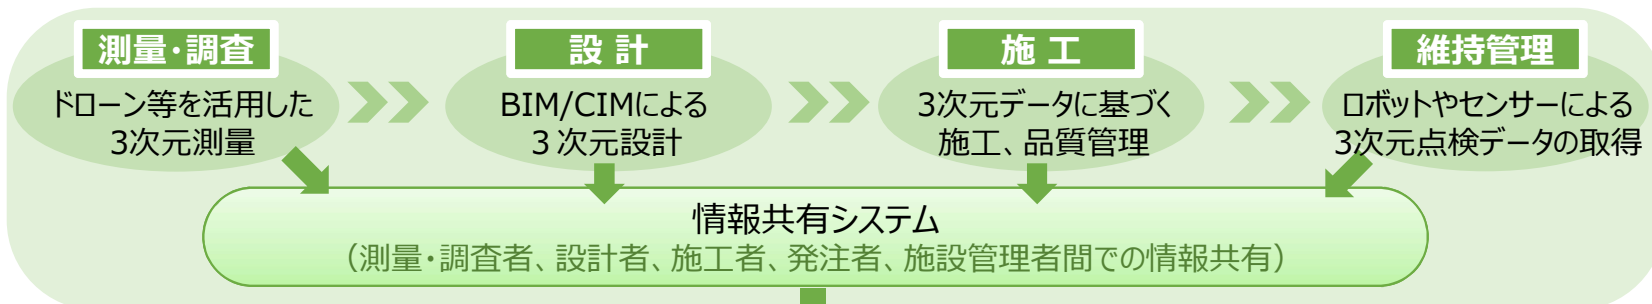 測量・調査
ドローン等を活用した
3次元測量
設 計
BIM/CIMによる
３次元設計
施 工
3次元データに基づく
施工、品質管理
維持管理
ロボットやセンサーによる
3次元点検データの取得
情報共有システム
（測量・調査者、設計者、施工者、発注者、施設管理者間での情報共有）